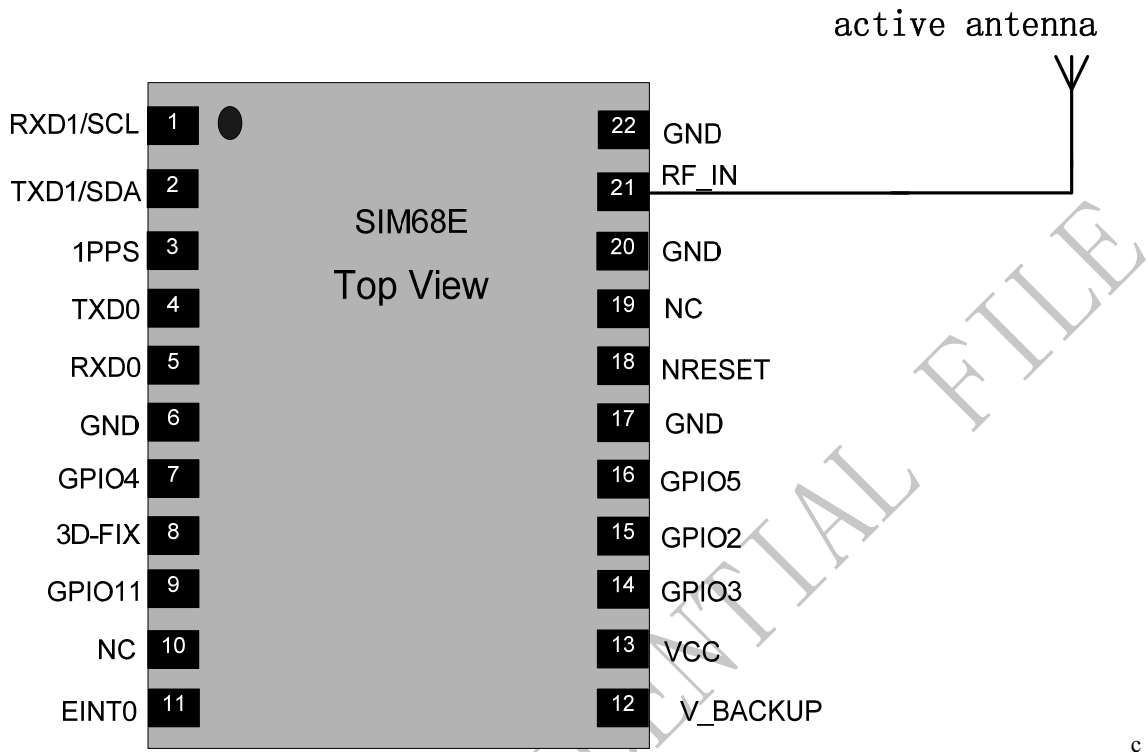 active antenna
RXD1/SCL 1 22 GND
TXD1/SDA 2 21 RF_IN
SIM68E
1PPS 3 20 GND
Top View
TXD0 4 19 NC
RXD0 5 18 NRESET
GND 6 17 GND
GPIO4 7 16 GPIO5
3D-FIX 8 15 GPIO2
GPIO11 9 14 GPIO3
NC 10 13 VCC
EINT0 11 12 V_BACKUP
c
ENTIAL FILE